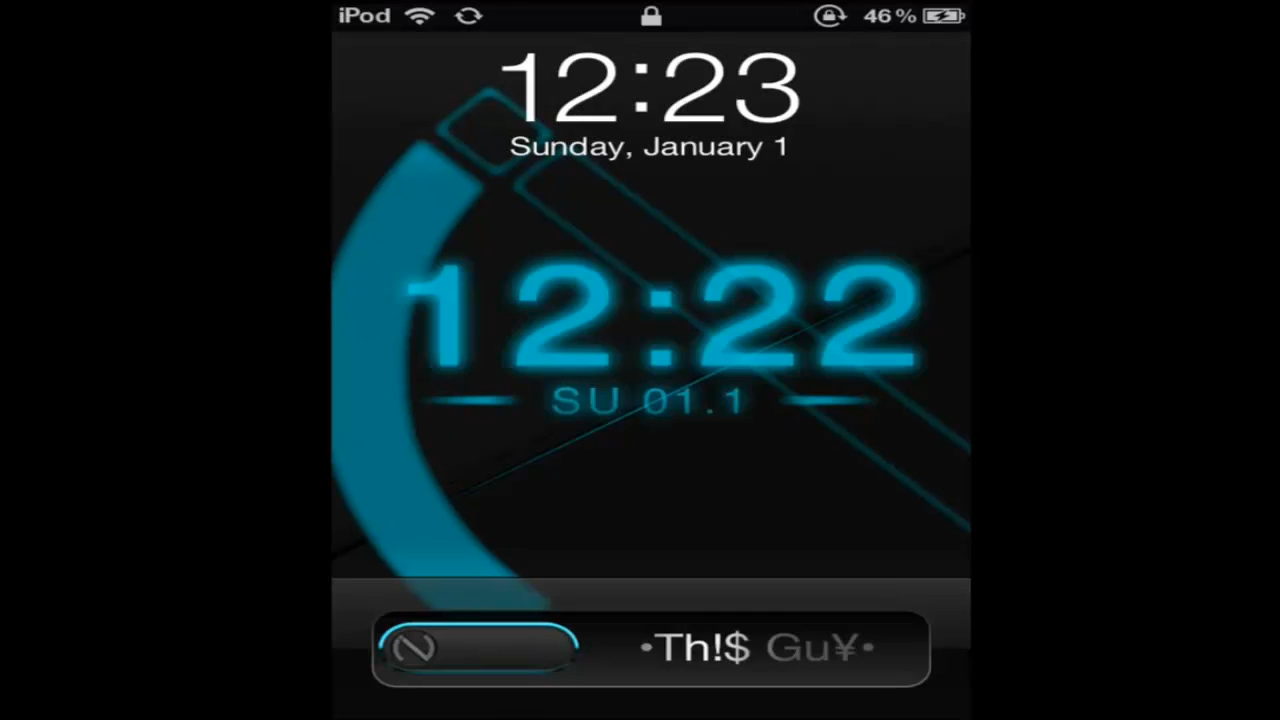 iPod 46%
12:23
Sunday, January 1
12:22
SU 01.1
•Th!$ Gu¥•